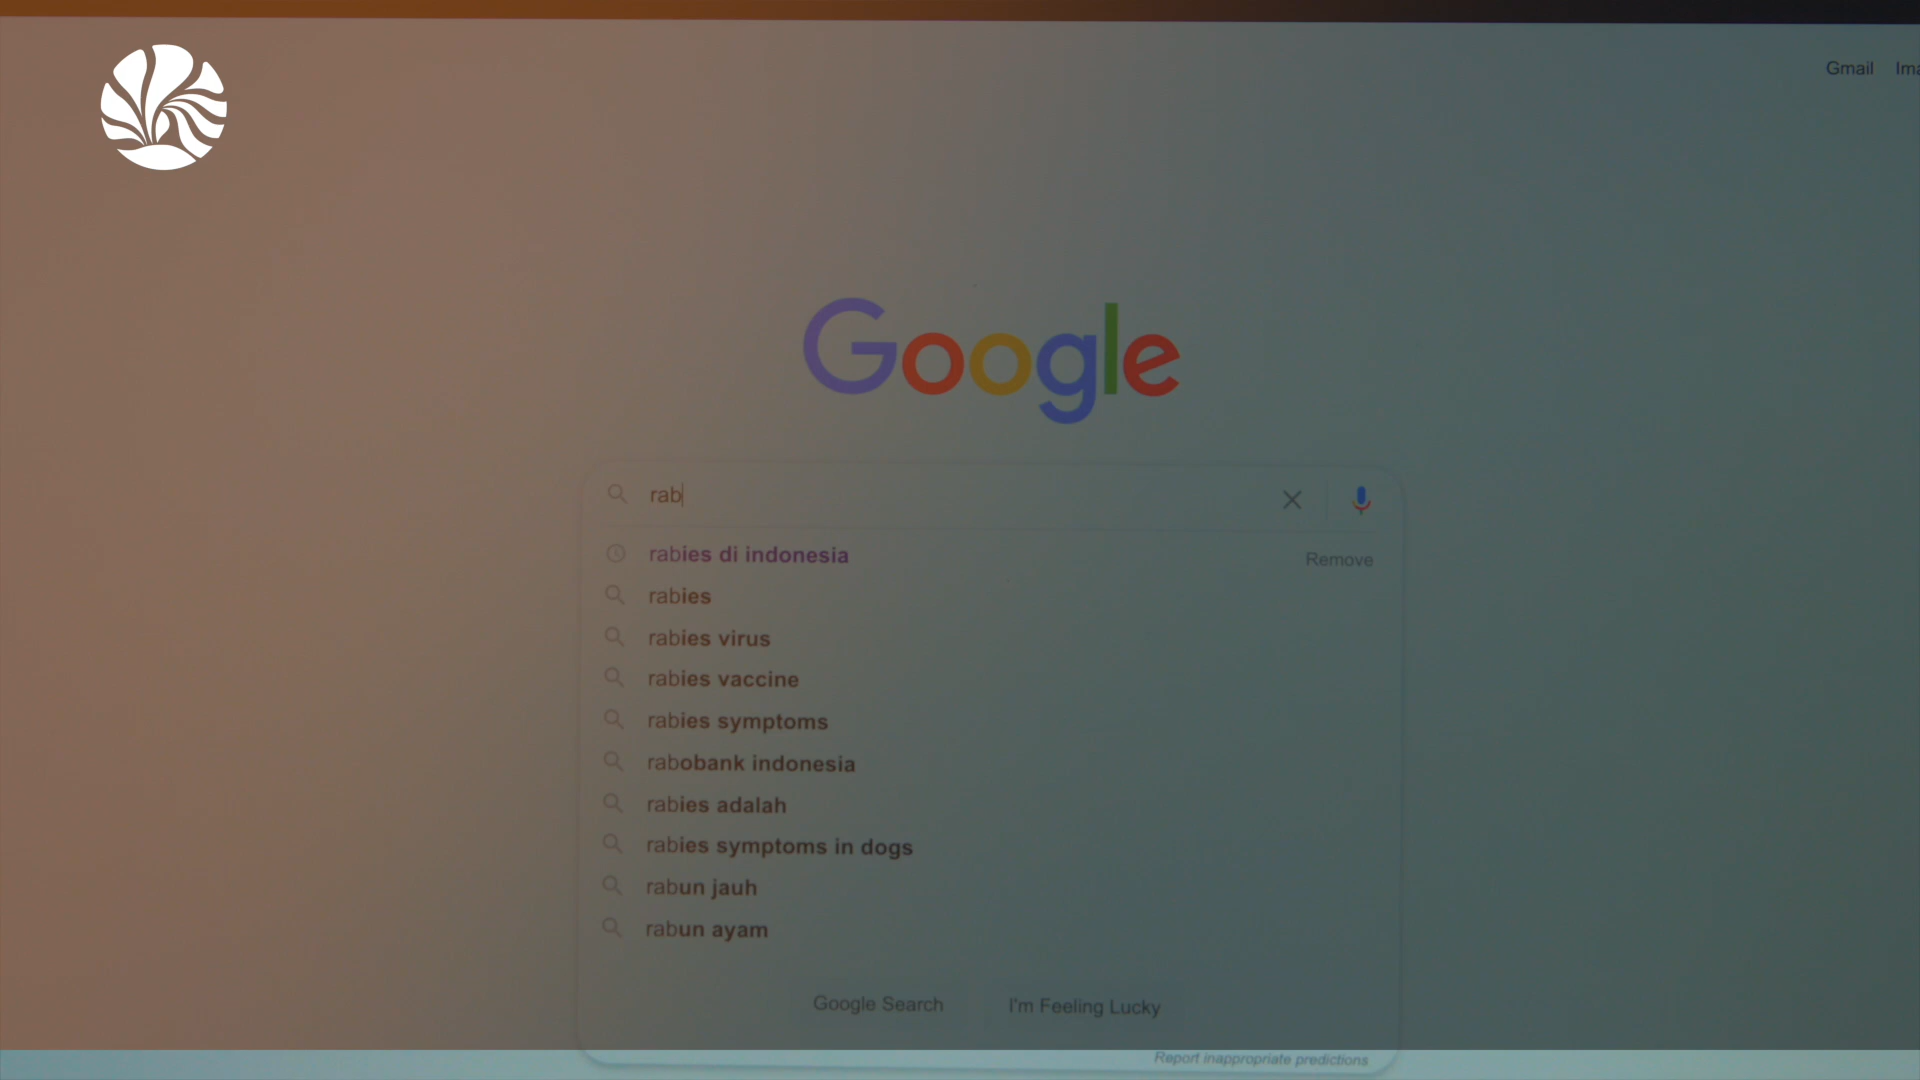 Gmail
Google
rab
rabies di indonesia
Remove
rabies
rabies virus
rabies vaccine
rabies symptoms
rabobank indonesia
rabies adalah
rabies symptoms in dogs
rabun jauh
rabun ayam
Google Search
I'm Feeling Lucky
Report inappropriate predictions